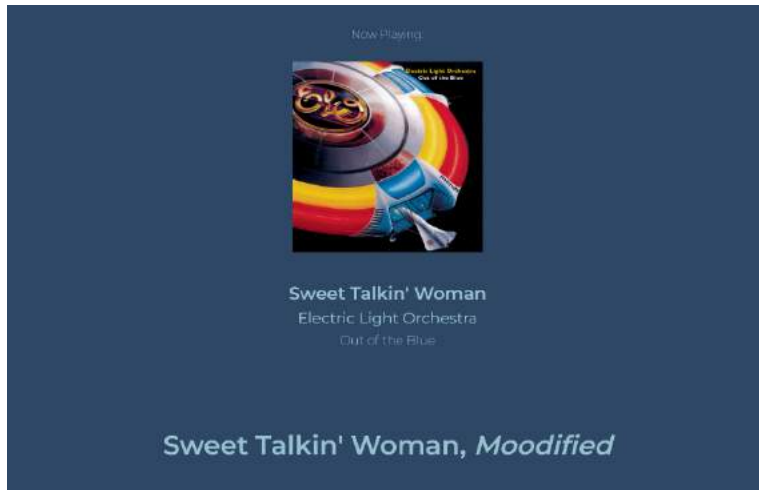 Now Playing:
Electric Light Orchestra
Out of the Blue
Sweet Talkin' Woman
Electric Light Orchestra
Out of the Blue
Sweet Talkin' Woman, Moodified